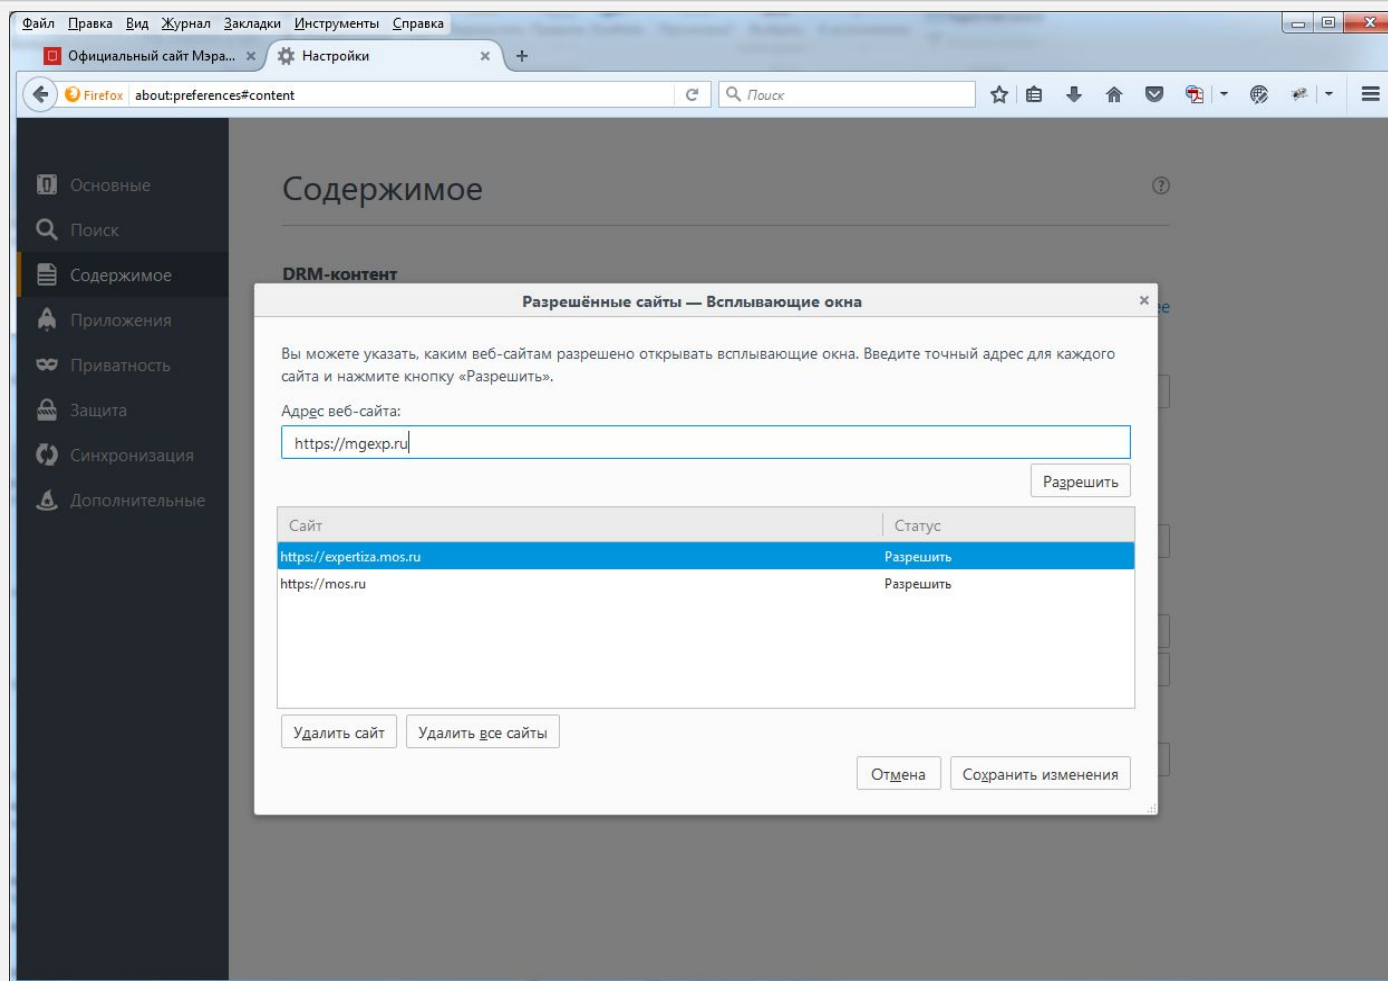 Файл Правка Вид Журнал Закладки Инструменты Справка
Официальный сайт Мэра... Настройки
Firefox about:preferences#content Поиск
Основные
Поиск
Содержимое
Приложения
Приватность
Защита
Синхронизация
Дополнительные
Содержимое
DRM-контент
Разрешённые сайты — Всплывающие окна
ее
Вы можете указать, каким веб-сайтам разрешено открывать всплывающие окна. Введите точный адрес для каждого
сайта и нажмите кнопку «Разрешить».
Адрес веб-сайта:
https://mgexp.ru
Разрешить
Сайт Статус
https://expertiza.mos.ru Разрешить
https://mos.ru Разрешить
Удалить сайт Удалить все сайты
Отмена Сохранить изменения